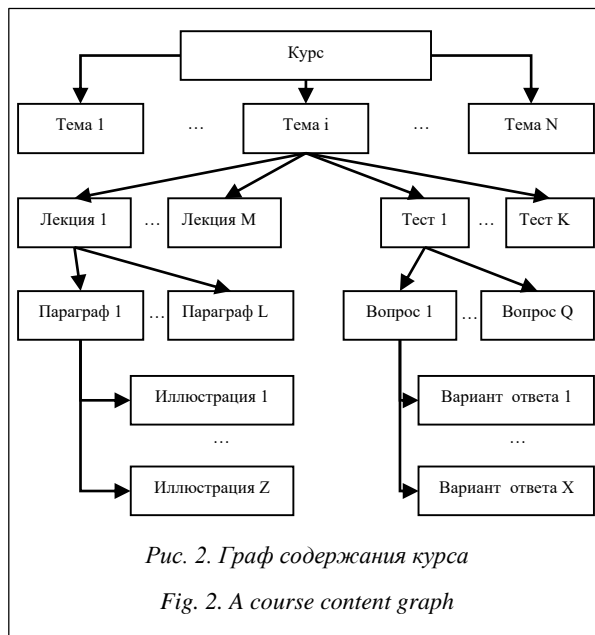 Курс
Тема 1 … Тема i … Тема N
Лекция 1 … Лекция M Тест 1 … Тест K
Параграф 1 … Параграф L Вопрос 1 … Вопрос Q
Иллюстрация 1 Вариант ответа 1
… …
Иллюстрация Z Вариант ответа X
Рис. 2. Граф содержания курса
Fig. 2. A course content graph